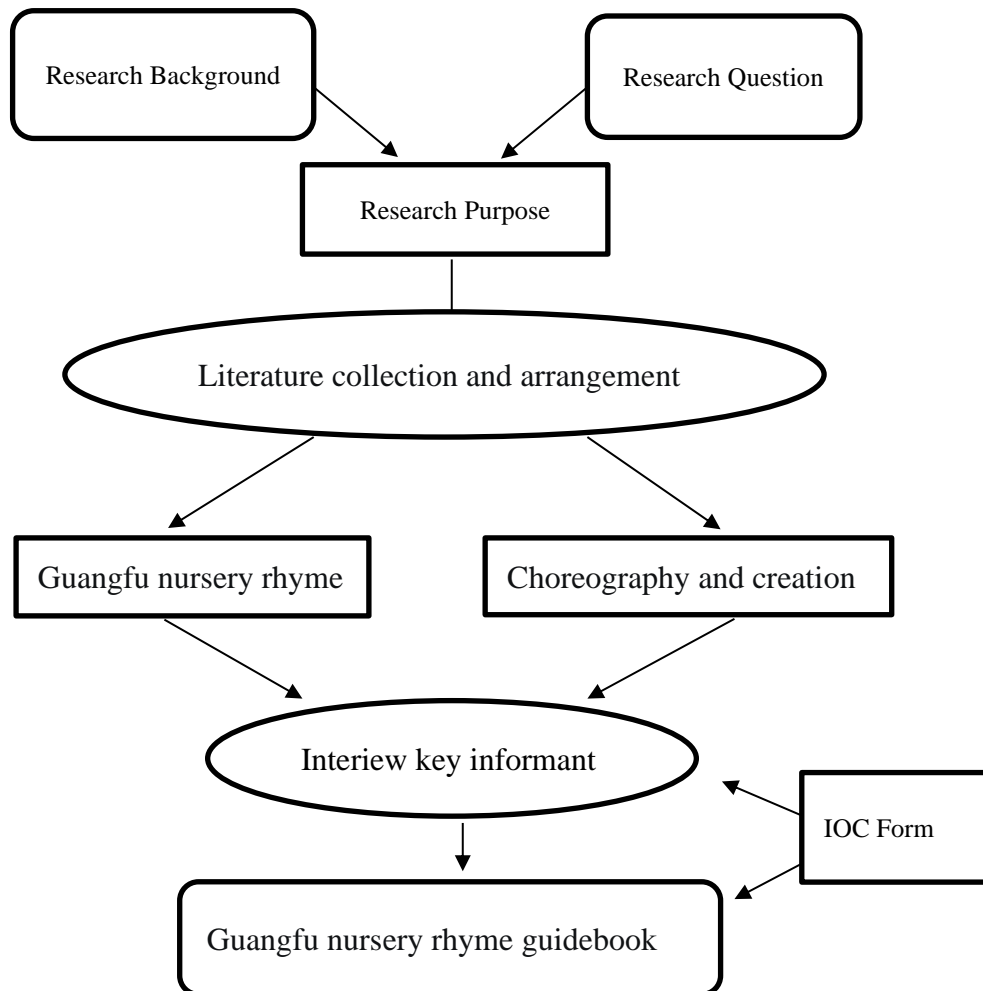 Research Background
Research Question
Research Purpose
Literature collection and arrangement
Guangfu nursery rhyme
Choreography and creation
Interiew key informant
IOC Form
Guangfu nursery rhyme guidebook